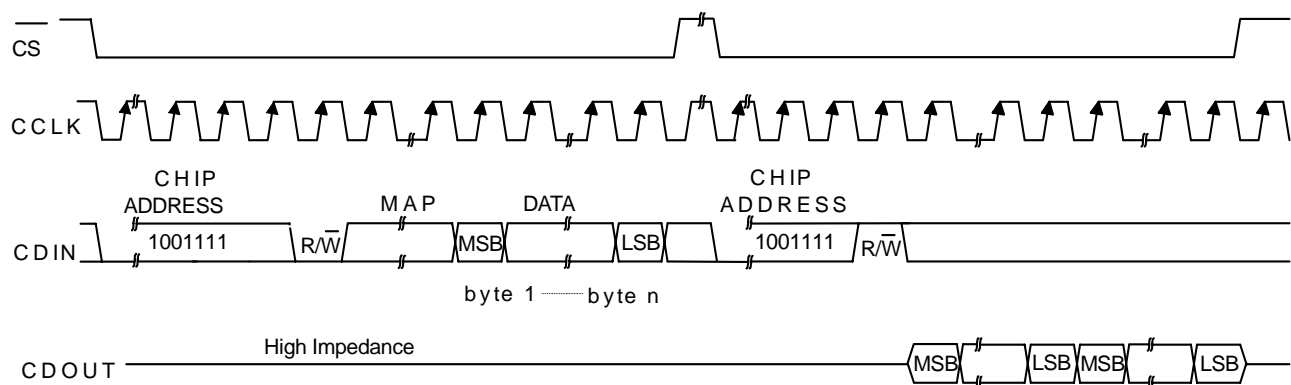 CS
CCLK
CHIP
ADDRESS
MAP
DATA
CHIP
ADDRESS
CDIN
1001111
R/W
MSB
LSB
1001111
R/W
byte 1
byte n
High Impedance
CDOUT
MSB
LSB
MSB
LSB